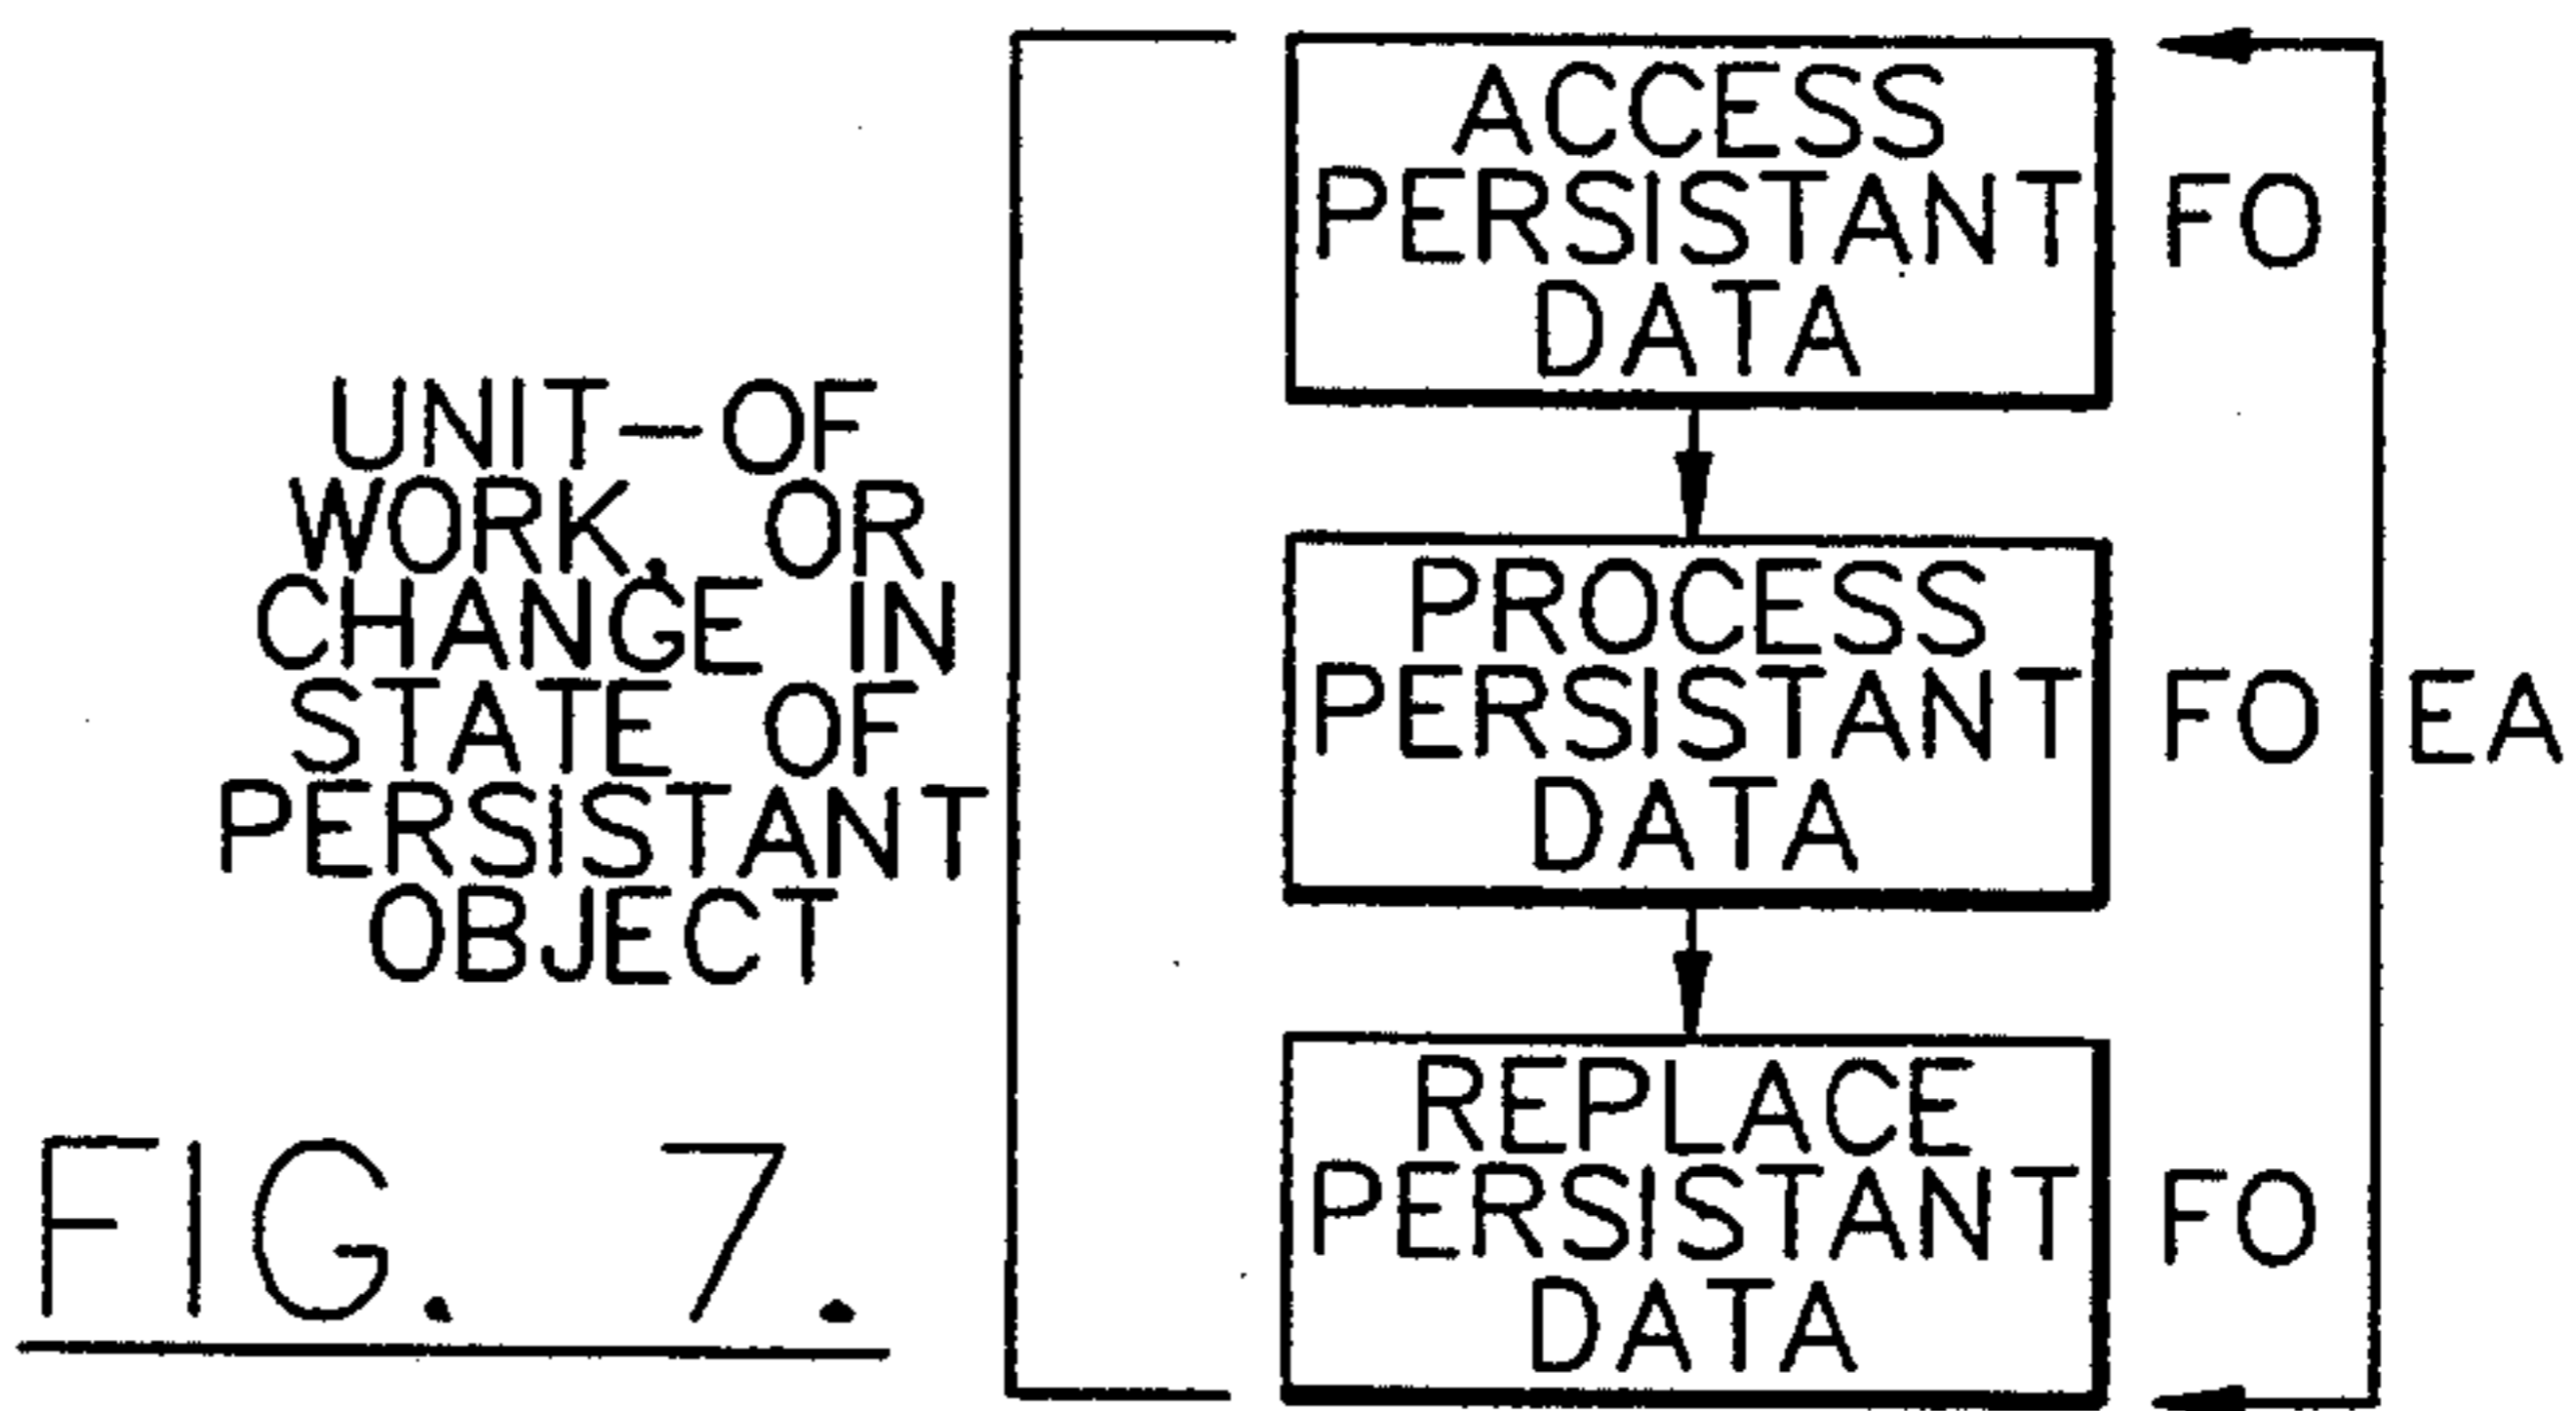 UNIT-OF
WORK, OR
CHANGE IN
STATE OF
PERSISTANT
OBJECT
ACCESS
PERSISTANT
DATA
FO
PROCESS
PERSISTANT
DATA
FO
EA
REPLACE
PERSISTANT
DATA
FO
FIG. 7.